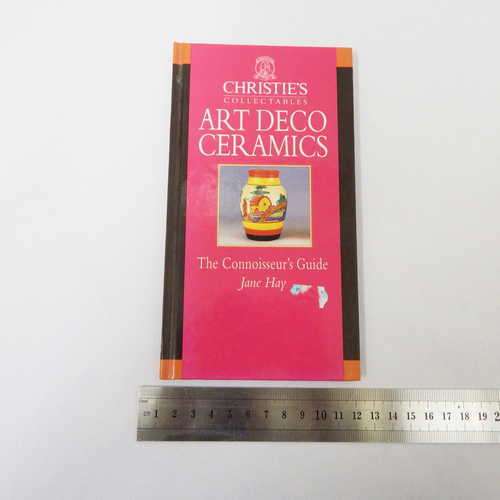 CHRISTIE'S
COLLECTABLES
ART DECO
CERAMICS
The Connoisseur's Guide
Jane Hay
1 2 3 4 5 6 7 8 9 10 11 12 13 14 15 16 17 18 19 2